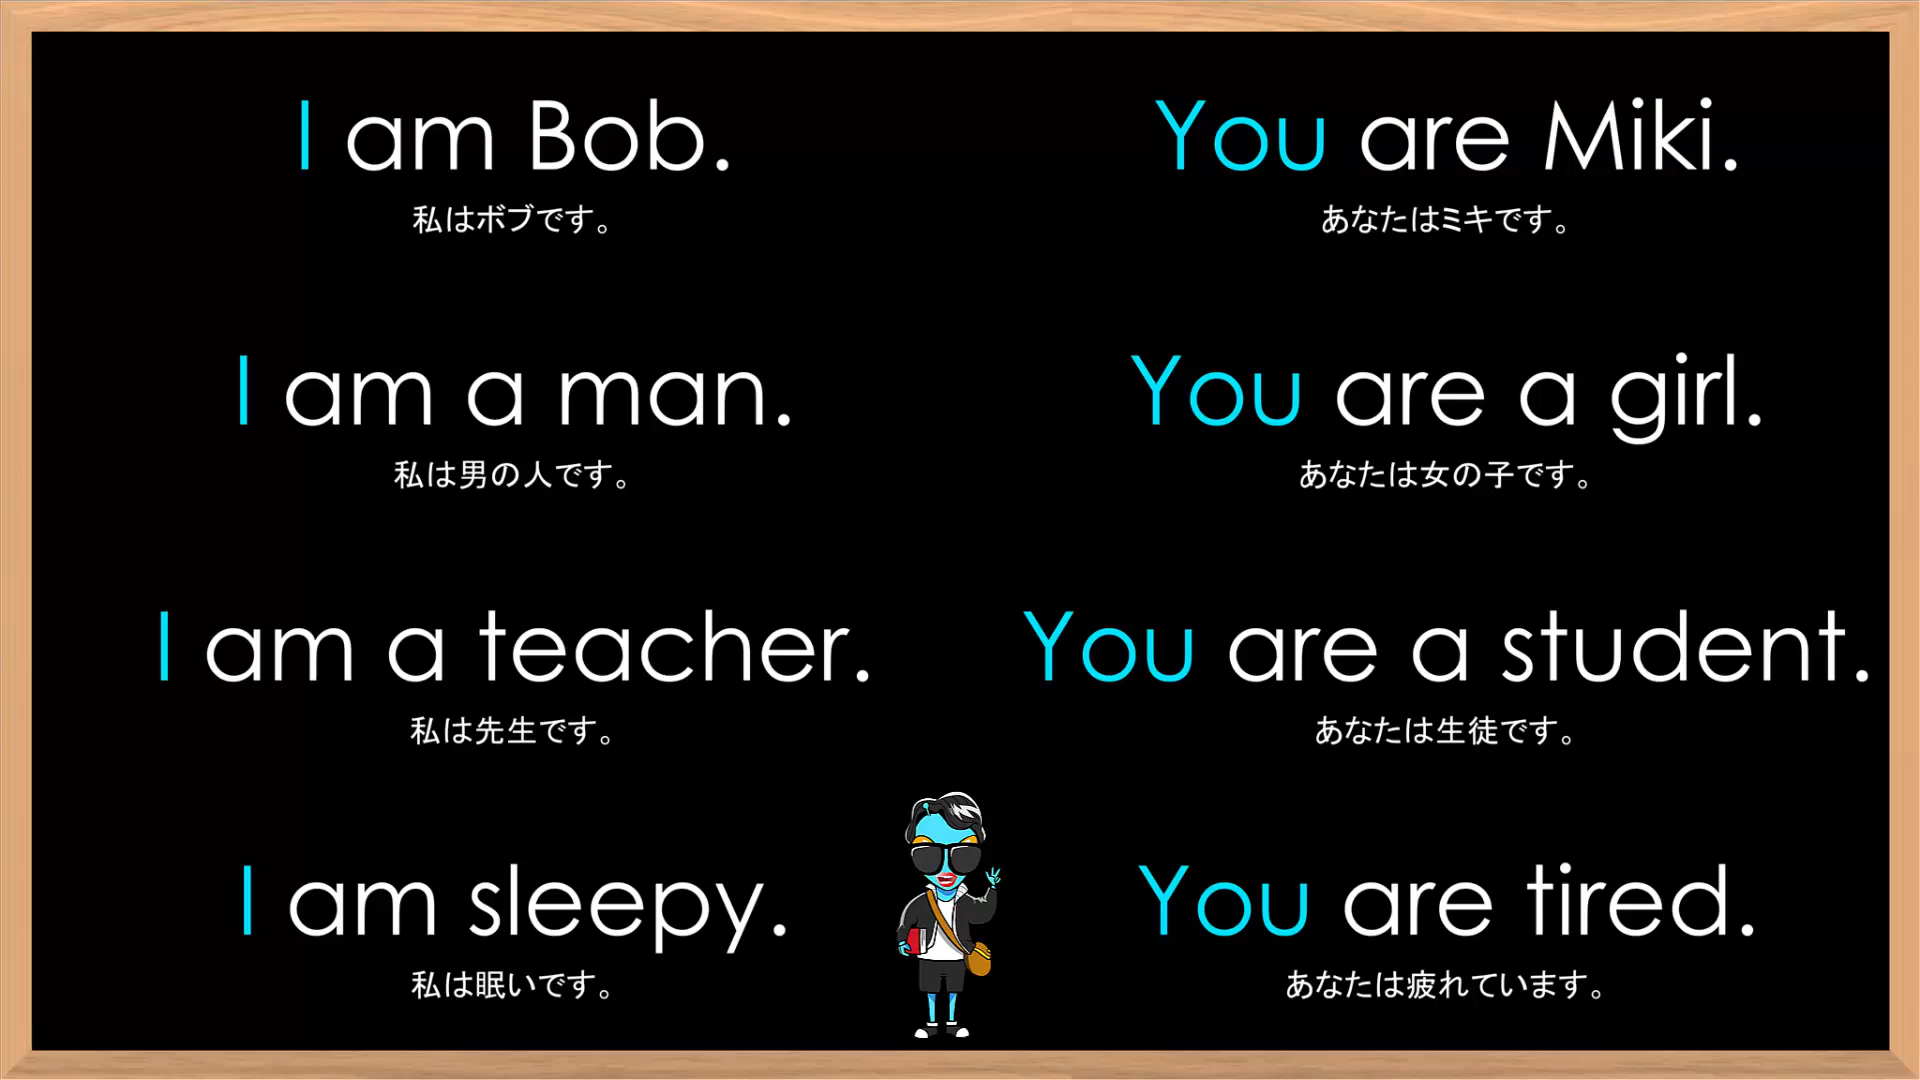 I am Bob.
私はボブです。
You are Miki.
あなたはミキです。
I am a man.
私は男の人です。
You are a girl.
あなたは女の子です。
I am a teacher.
私は先生です。
You are a student.
あなたは生徒です。
I am sleepy.
私は眠いです。
You are tired.
あなたは疲れています。